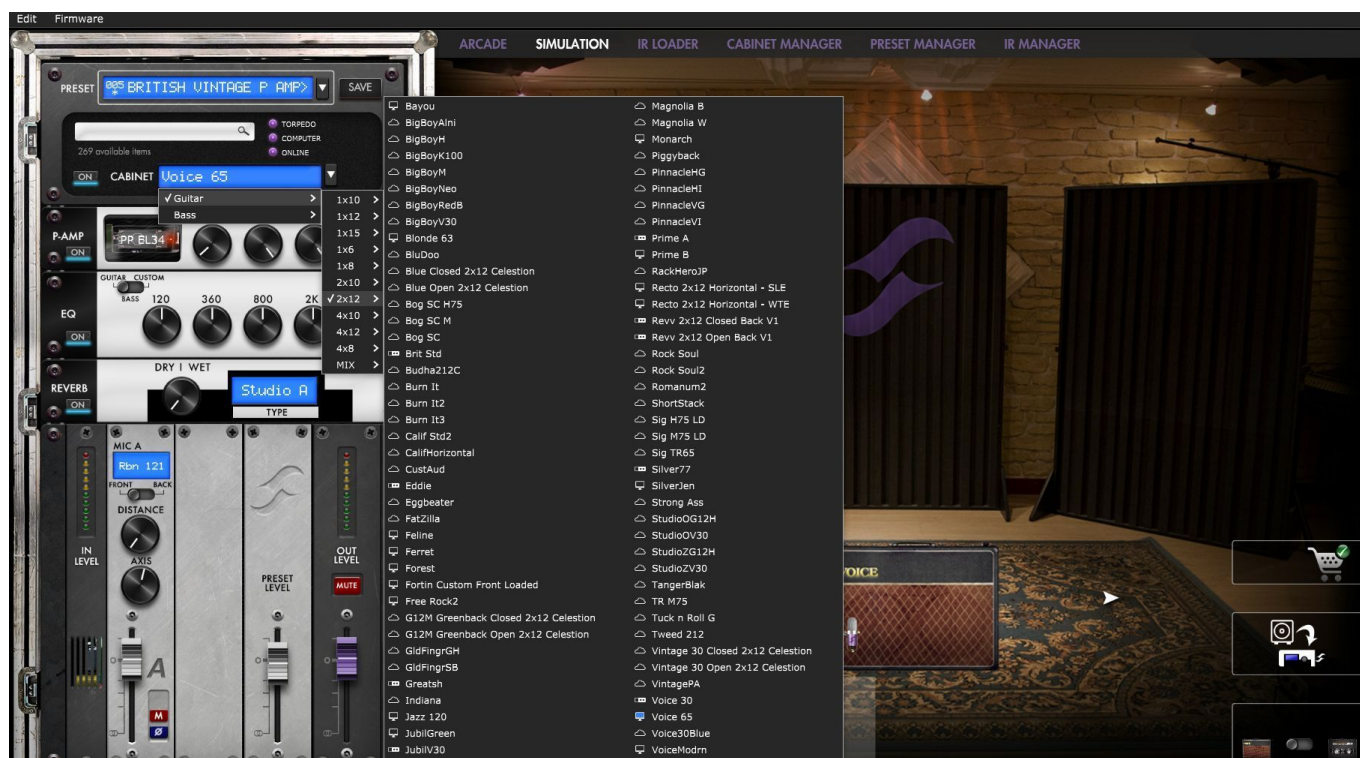 Edit Firmware
ARCADE SIMULATION IR LOADER CABINET MANAGER PRESET MANAGER IR MANAGER
PRESET 005 BRITISH VINTAGE P AMP> SAVE
*
TORPEDO
COMPUTER
269 available items ONLINE
ON CABINET Voice 65
✓ Guitar >
Bass >
1x10 >
1x12 >
1x15 >
1x6 >
1x8 >
2x10 >
✓ 2x12 >
4x10 >
4x12 >
4x8 >
MIX >
Bayou
BigBoyAlni
BigBoyH
BigBoyK100
BigBoyM
BigBoyNeo
BigBoyRedB
BigBoyV30
Blonde 63
BluDoo
Blue Closed 2x12 Celestion
Blue Open 2x12 Celestion
Bog SC H75
Bog SC M
Bog SC
Brit Std
Budha212C
Burn It
Burn It2
Burn It3
Calif Std2
CalifHorizontal
CustAud
Eddie
Eggbeater
FatZilla
Feline
Ferret
Forest
Fortin Custom Front Loaded
Free Rock2
G12M Greenback Closed 2x12 Celestion
G12M Greenback Open 2x12 Celestion
GldFingrGH
GldFingrSB
Greatsh
Indiana
Jazz 120
JubilGreen
JubilV30
Magnolia B
Magnolia W
Monarch
Piggyback
PinnacleHG
PinnacleHI
PinnacleVG
PinnacleVI
Prime A
Prime B
RackHeroJP
Recto 2x12 Horizontal - SLE
Recto 2x12 Horizontal - WTE
Revv 2x12 Closed Back V1
Revv 2x12 Open Back V1
Rock Soul
Rock Soul2
Romanum2
ShortStack
Sig H75 LD
Sig M75 LD
Sig TR65
Silver77
SilverJen
Strong Ass
StudioOG12H
StudioOV30
StudioZG12H
StudioZV30
TangerBlak
TR M75
Tuck n Roll G
Tweed 212
Vintage 30 Closed 2x12 Celestion
Vintage 30 Open 2x12 Celestion
VintagePA
Voice 30
Voice 65
Voice30Blue
VoiceModrn
P-AMP
ON
PP EL34
GUITAR CUSTOM
BASS 120 360 800 2K
EQ
ON
DRY | WET
REVERB
ON
Studio A
TYPE
MIC A
Rbn 121
FRONT BACK
DISTANCE
AXIS
IN
LEVEL
PRESET
LEVEL
OUT
LEVEL
MUTE
A
M
Ø
VOICE